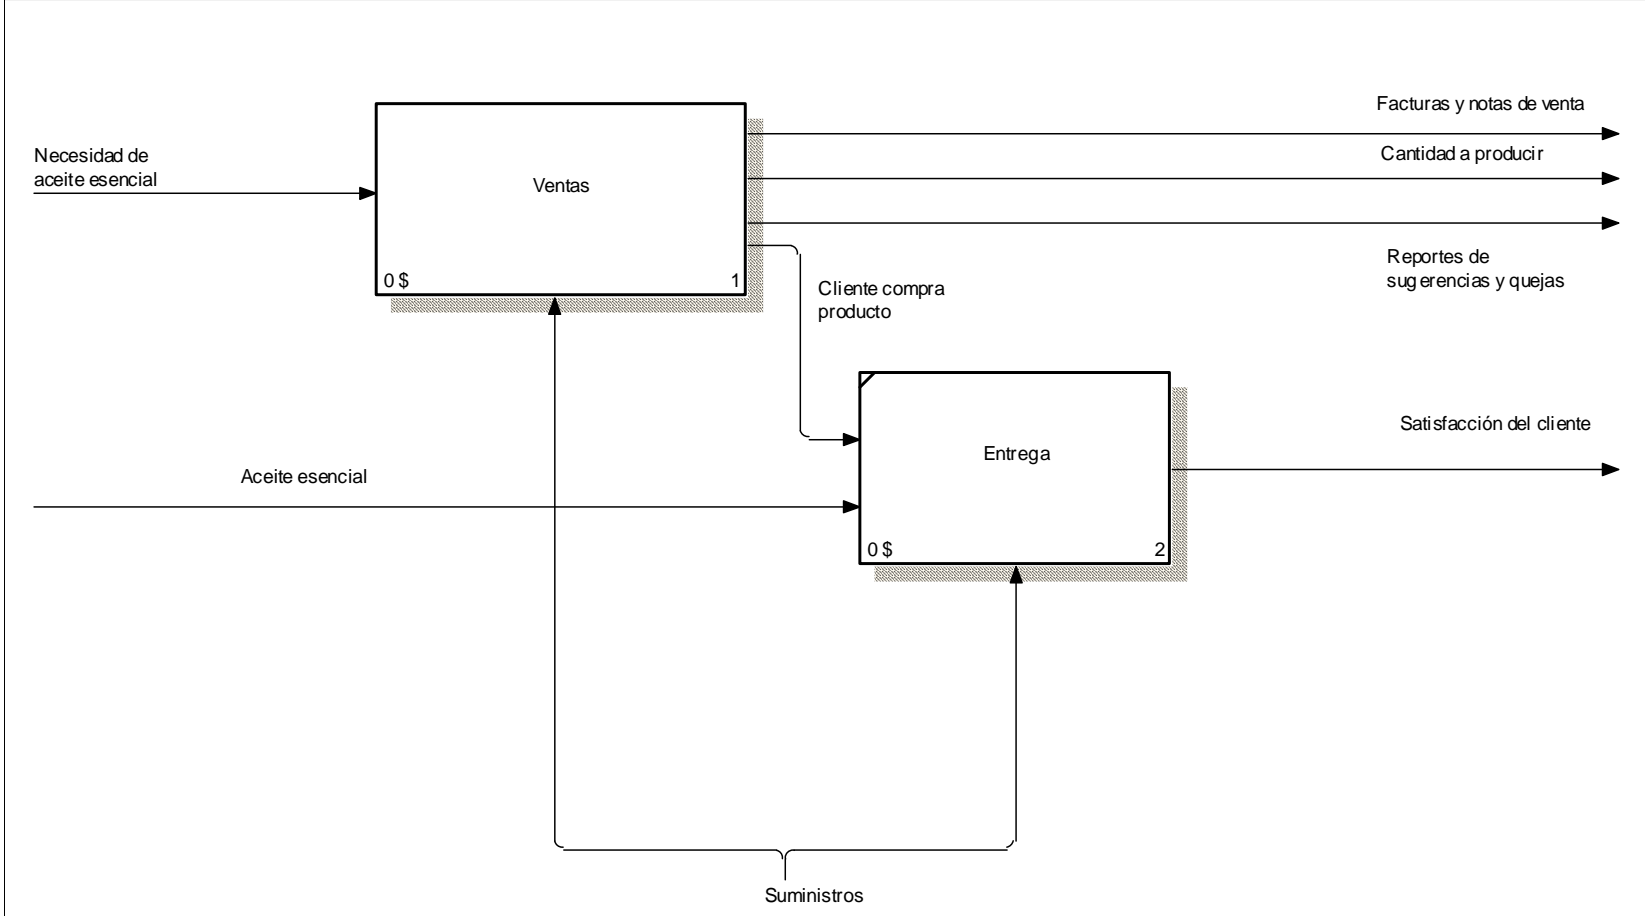 Facturas y notas de venta
Necesidad de
aceite esencial
Cantidad a producir
Ventas
0 $
1
Reportes de
sugerencias y quejas
Cliente compra
producto
Satisfacción del cliente
Entrega
Aceite esencial
0 $
2
Suministros